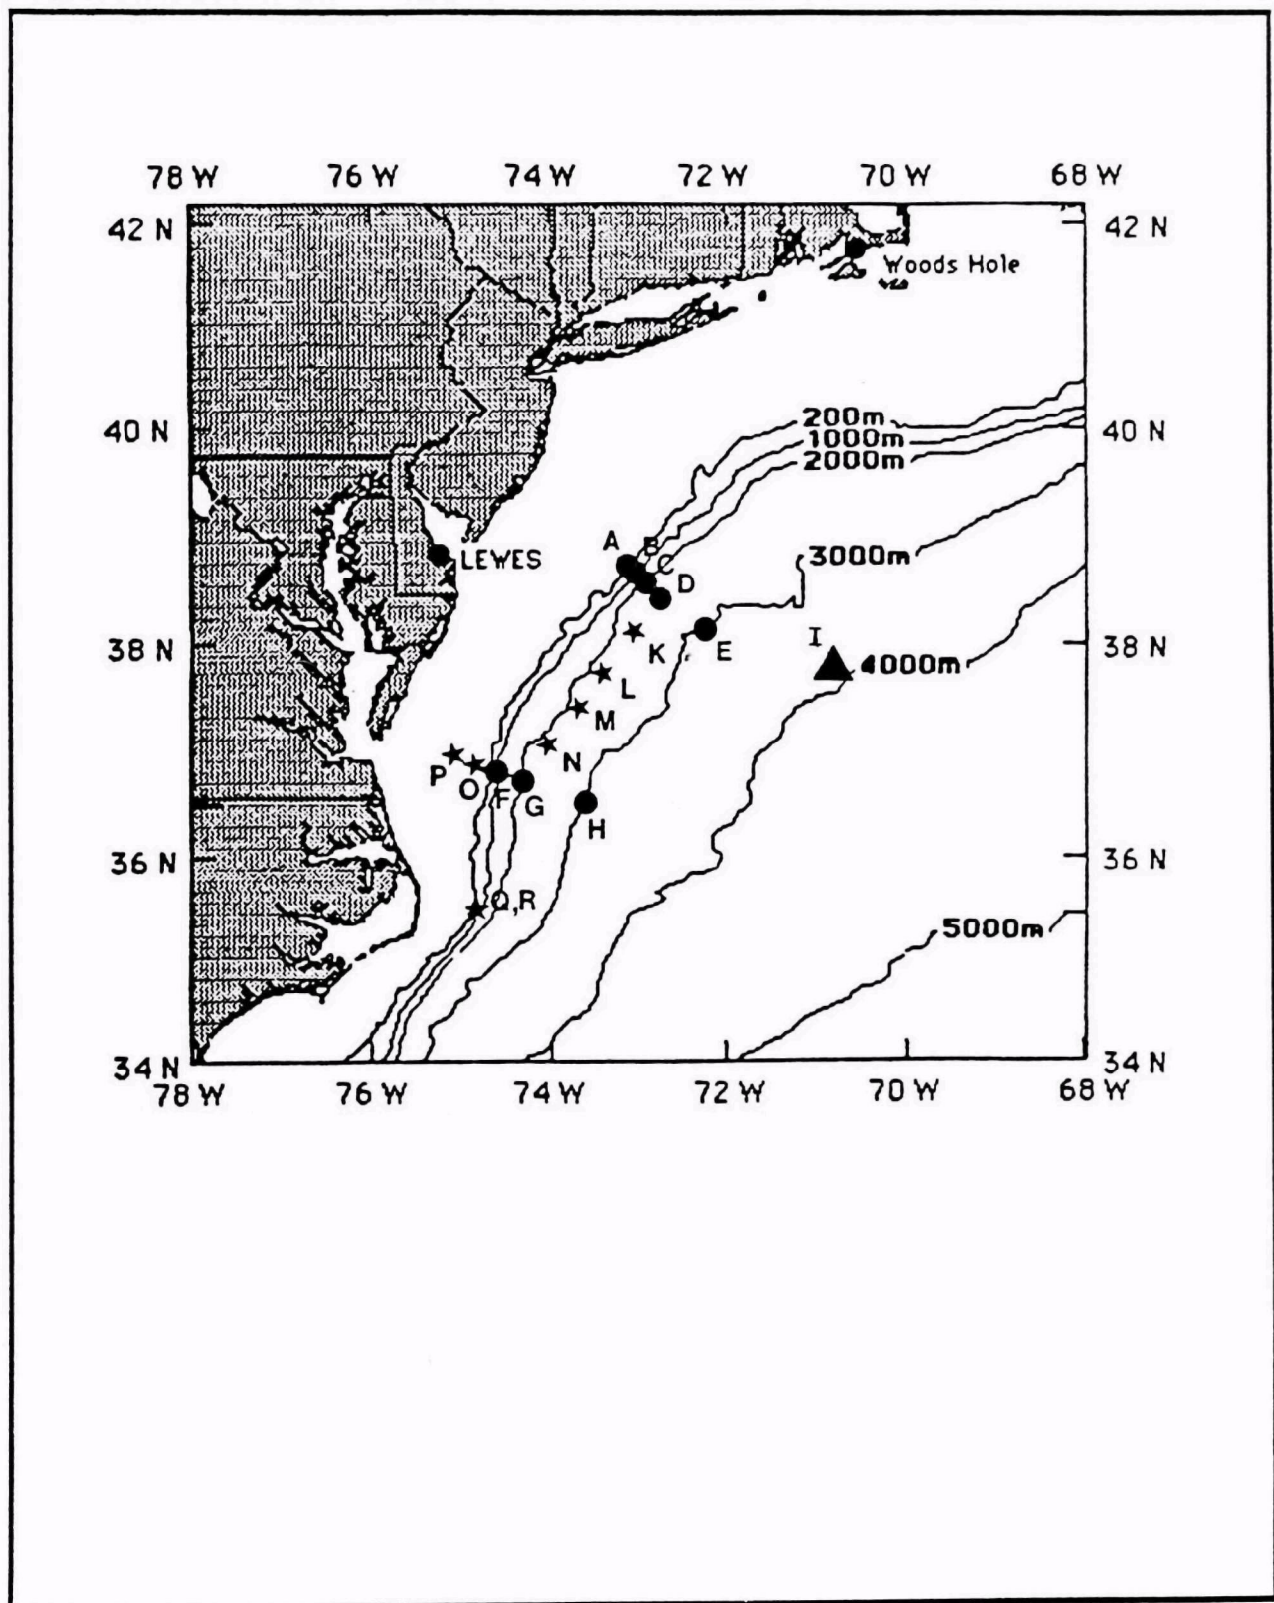 78 W 76 W 74 W 72 W 70 W 68 W
42 N 42 N
Woods Hole
40 N 200m 40 N
1000m
2000m
A B
C
LEWES D 3000m
38 N K E I 38 N
4000m
L
M
N
P O F G
H
36 N 36 N
Q,R
5000m
34 N 34 N
78 W 76 W 74 W 72 W 70 W 68 W